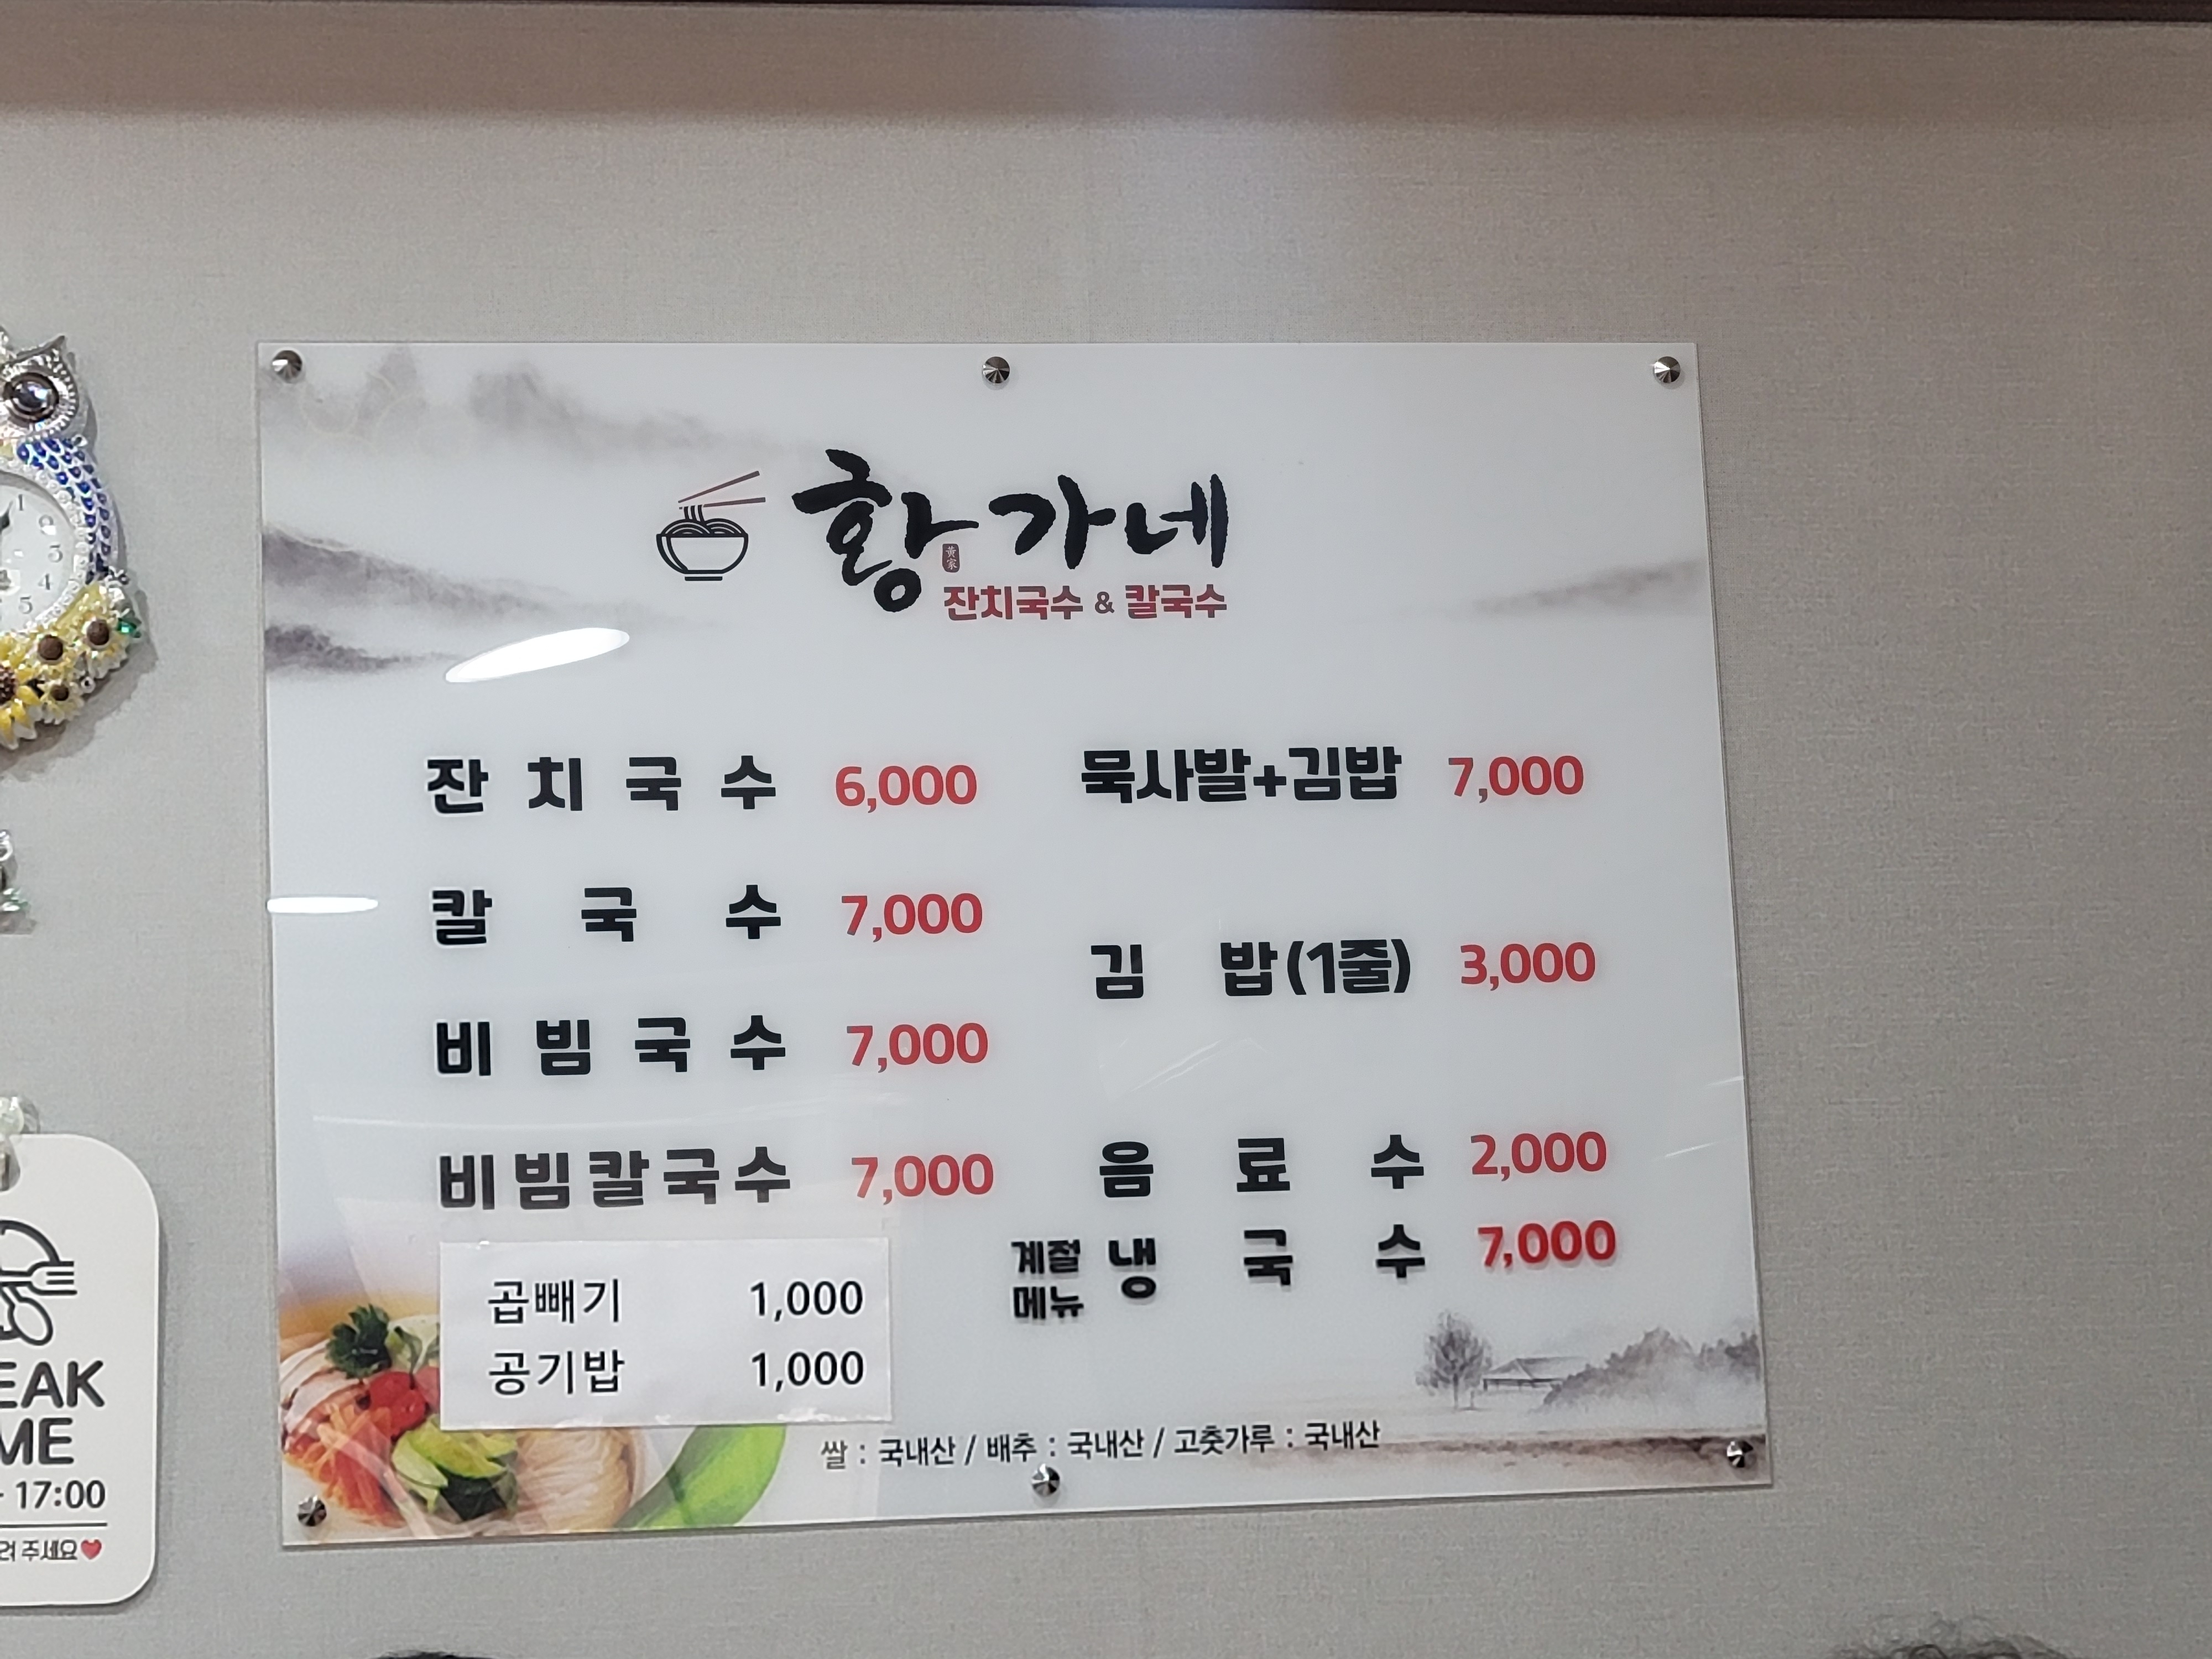 황가네
黃家
잔치국수 & 칼국수
잔치국수 6,000
칼국수 7,000
비빔국수 7,000
비빔칼국수 7,000
곱빼기 1,000
공기밥 1,000
묵사발+김밥 7,000
김밥(1줄) 3,000
음료수 2,000
계절메뉴 냉국수 7,000
쌀 : 국내산 / 배추 : 국내산 / 고춧가루 : 국내산
EAK
ME
17:00
주세요
1
3
4
5